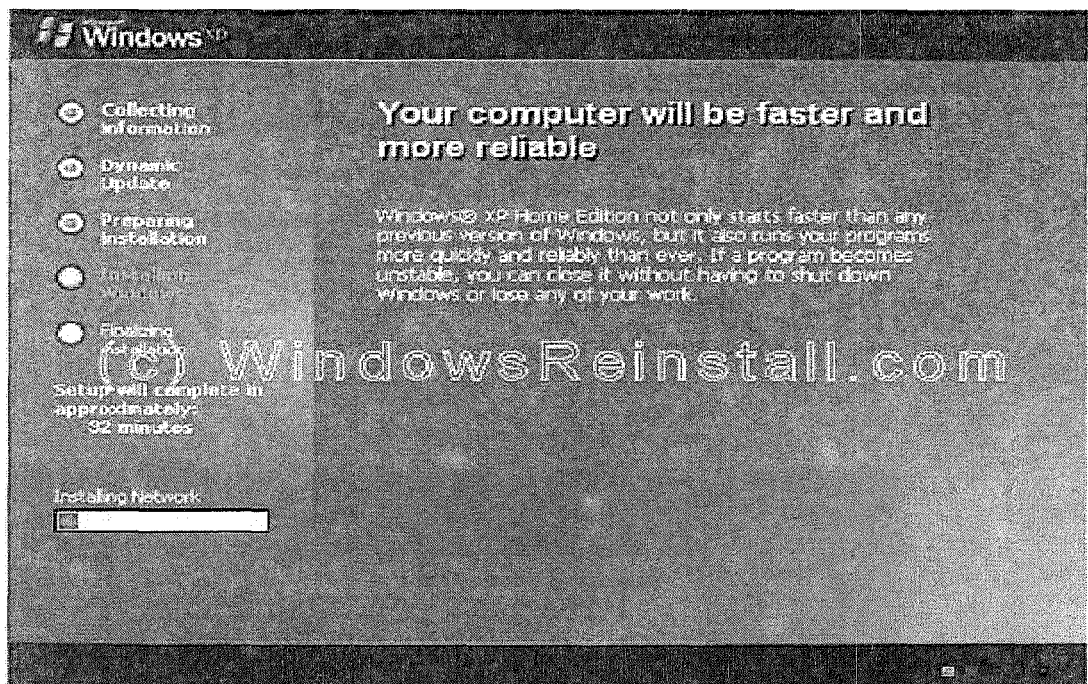 Windows XP
Collecting
information
Dynamic
Update
Preparing
installation
Installing
Finalizing
installation
Setup will complete in
approximately:
32 minutes
Installing Network
Your computer will be faster and
more reliable
Windows® XP Home Edition not only starts faster than any
previous version of Windows, but it also runs your programs
more quickly and reliably than ever. If a program becomes
unstable, you can close it without having to shut down
Windows or lose any of your work.
(c) WindowsReinstall.com